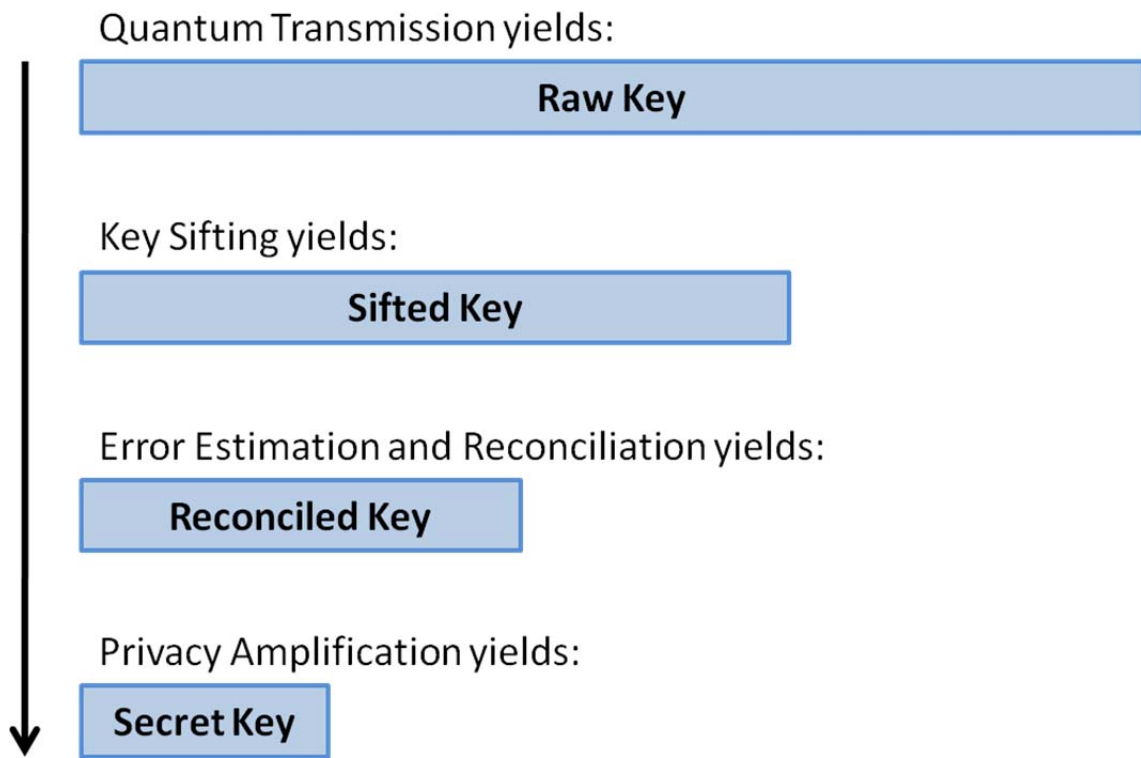 Quantum Transmission yields:
Raw Key
Key Sifting yields:
Sifted Key
Error Estimation and Reconciliation yields:
Reconciled Key
Privacy Amplification yields:
Secret Key